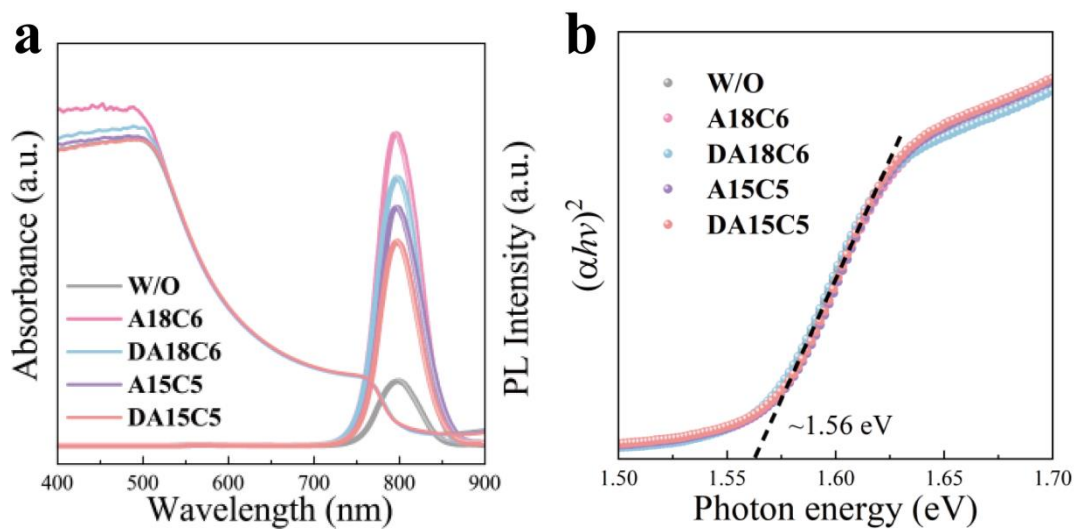 a
Absorbance (a.u.)
W/O
A18C6
DA18C6
A15C5
DA15C5
400 500 600 700 800 900
Wavelength (nm)
PL Intensity (a.u.)
b
(αhv)²
W/O
A18C6
DA18C6
A15C5
DA15C5
~1.56 eV
1.50 1.55 1.60 1.65 1.70
Photon energy (eV)